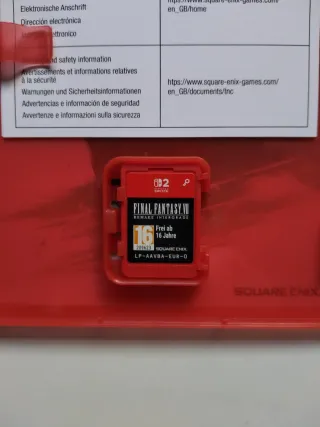 Elektronische Anschrift
Dirección electrónica
elettronico
https://www.square-enix-games.com/
en_GB/home
and safety information
Avertissements et informations relatives
à la sécurité
Warnungen und Sicherheitsinformationen
Advertencias e información de seguridad
Avvertenze e informazioni sulla sicurezza
https://www.square-enix-games.com/
en_GB/documents/tnc
2
FINAL FANTASY VII
REMAKE INTERGRADE
16
Frei ab
16 Jahre
SQUARE ENIX
LP-AAVBA-EUR-0
SQUARE ENIX